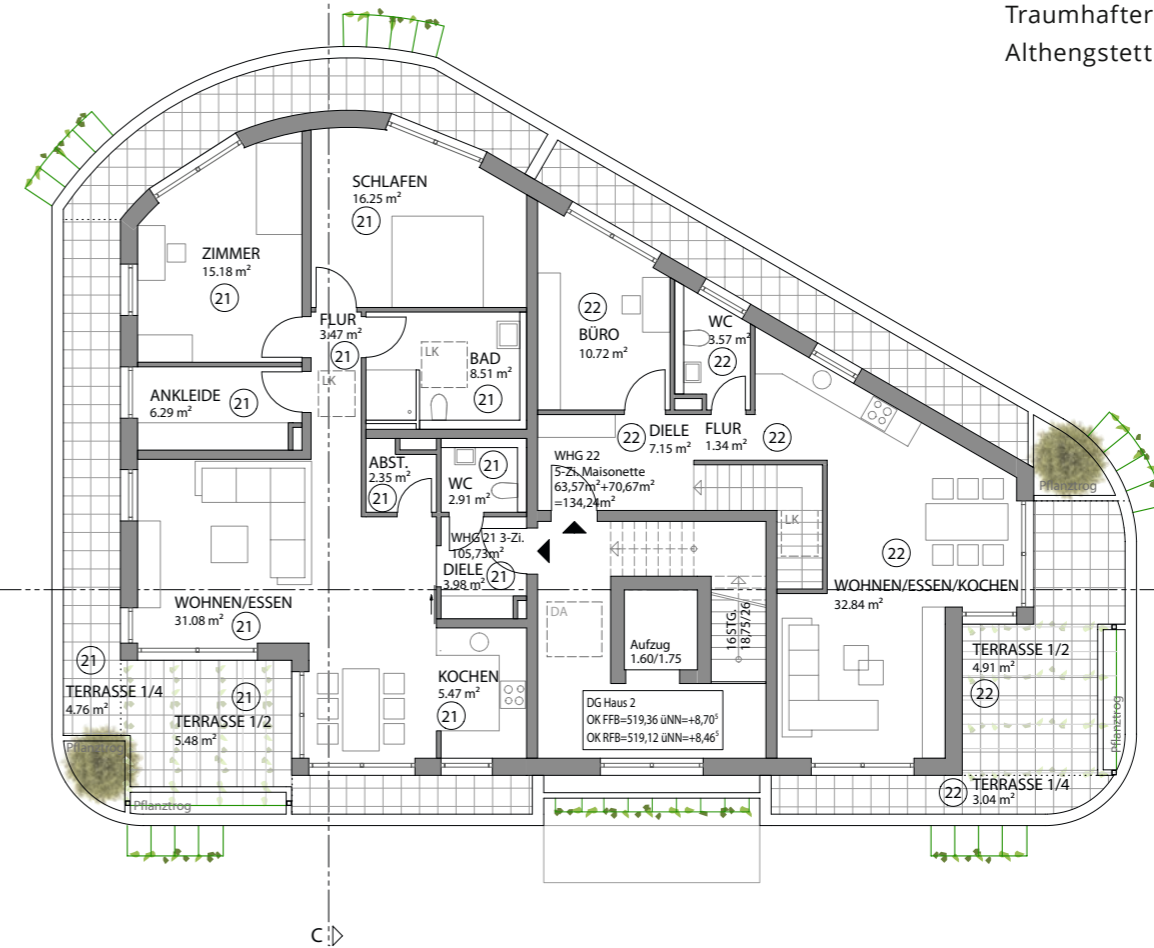 Traumhafter
Althengstett
SCHLAFEN
16.25 m²
21
ZIMMER
15.18 m²
21
FLUR
3.47 m²
21
LK
LK
BAD
8.51 m²
21
ANKLEIDE
6.29 m²
21
22
BÜRO
10.72 m²
WC
3.57 m²
22
22
DIELE
7.15 m²
FLUR
1.34 m²
22
ABST.
2.35 m²
21
21
WC
2.91 m²
WHG 22
5-Zi. Maisonette
63,57m²+70,67m²
=134,24m²
LK
Pflanztrog
WHG 21 3-Zi.
105,73m²
DIELE
3.98 m²
21
22
WOHNEN/ESSEN/KOCHEN
32.84 m²
WOHNEN/ESSEN
31.08 m²
21
DA
Aufzug
1.60/1.75
16STG.
18,75/26
21
TERRASSE 1/4
4.76 m²
21
TERRASSE 1/2
5.48 m²
KOCHEN
5.47 m²
21
DG Haus 2
OK FFB=519,36 üNN=+8,70⁵
OK RFB=519,12 üNN=+8,46⁵
TERRASSE 1/2
4.91 m²
22
Pflanztrog
Pflanztrog
Pflanztrog
22
TERRASSE 1/4
3.04 m²
C